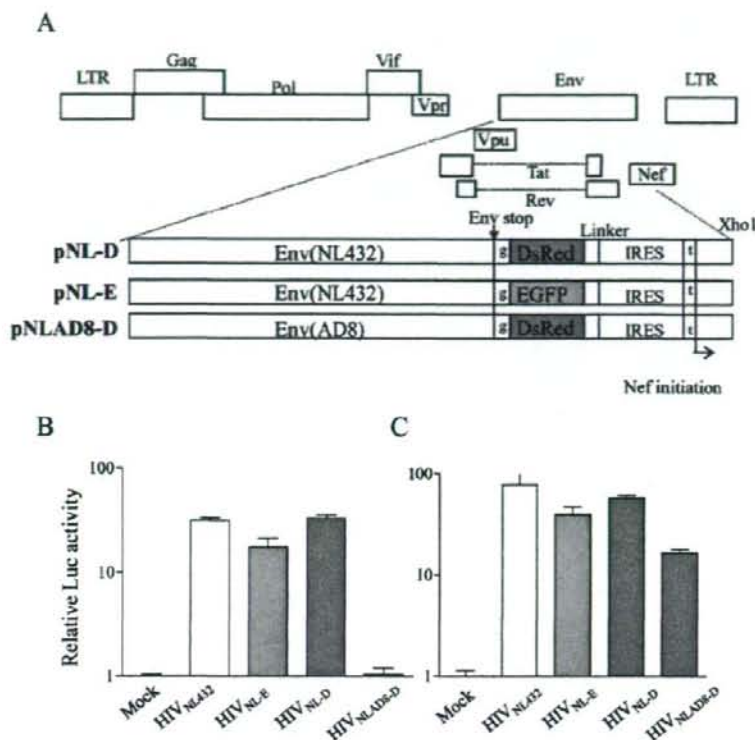 A
LTR Gag Pol Vif Vpr Env LTR
Vpu
Tat Nef
Rev
Env stop Linker Xho1
pNL-D Env(NL432) g DsRed IRES t
pNL-E Env(NL432) g EGFP IRES t
pNLAD8-D Env(AD8) g DsRed IRES t
Nef initiation
B
Relative Luc activity
100
10
1
Mock HIVNL432 HIVNL-E HIVNL-D HIVNLAD8-D
C
100
10
1
Mock HIVNL432 HIVNL-E HIVNL-D HIVNLAD8-D